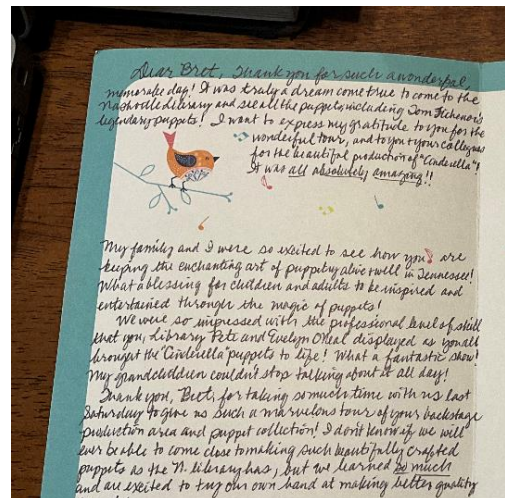 Dear Bret, Thank you for such a wonderful,
memorable day! It was truly a dream come true to come to the
Nashville Library and see all the puppets, including Tom Tichenor's
legendary puppets! I want to express my gratitude to you for the
wonderful tour, and to you + your colleagues
for the beautiful production of "Cinderella"!
It was all absolutely amazing!!
My family and I were so excited to see how you are
keeping the enchanting art of puppetry alive + well in Tennessee!
What a blessing for children and adults to be inspired and
entertained through the magic of puppets!
We were so impressed with the professional level of skill
that you, Library Pete and Evelyn O'Neal displayed as you all
brought the "Cinderella" puppets to life! What a fantastic show!
My grandchildren couldn't stop talking about it all day!
Thank you, Bret, for taking so much time with us last
Saturday to give us such a marvelous tour of your backstage
production area and puppet collection! I don't know if we will
ever be able to come close to making such beautifully crafted
puppets as the N. library has, but we learned so much
and are excited to try our own hand at making better quality